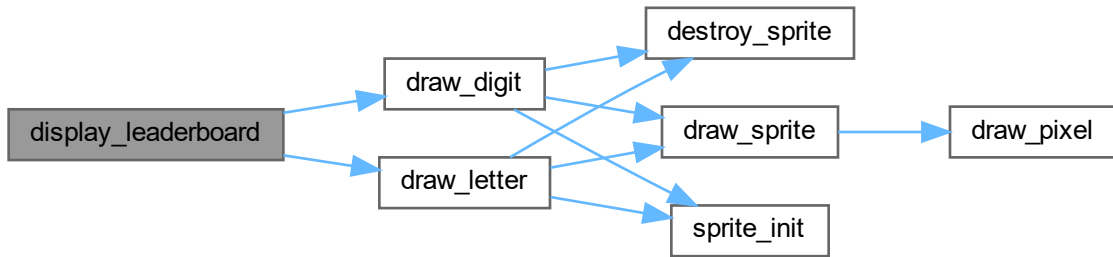 display_leaderboard
draw_digit
draw_letter
destroy_sprite
draw_sprite
sprite_init
draw_pixel